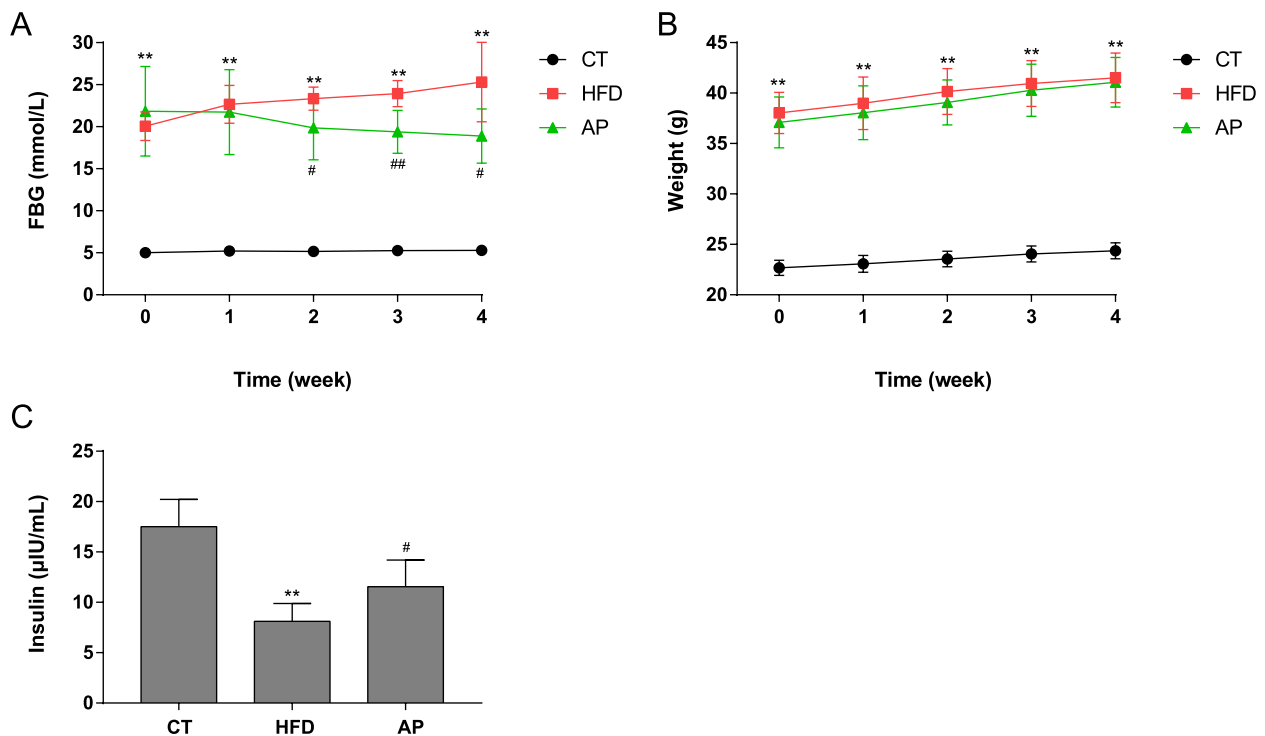 A
FBG (mmol/L)
30
25
20
15
10
5
0
** ** ** ** **
# ## #
0 1 2 3 4
Time (week)
CT
HFD
AP
B
Weight (g)
45
40
35
30
25
20
** ** ** ** **
0 1 2 3 4
Time (week)
CT
HFD
AP
C
Insulin (μIU/mL)
25
20
15
10
5
0
** #
CT HFD AP